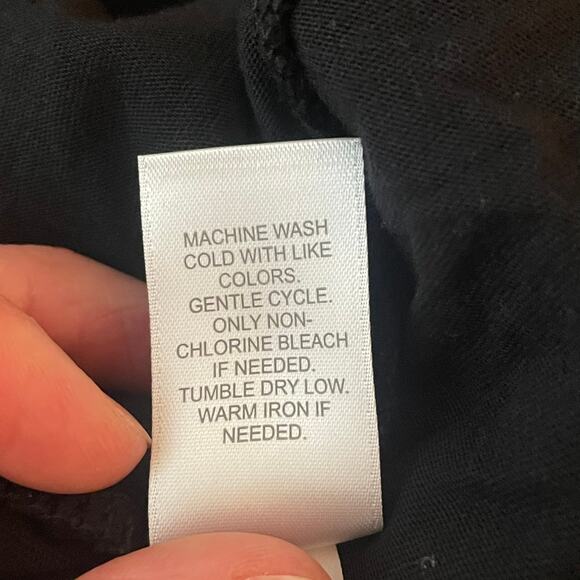 MACHINE WASH
COLD WITH LIKE
COLORS.
GENTLE CYCLE.
ONLY NON-
CHLORINE BLEACH
IF NEEDED.
TUMBLE DRY LOW.
WARM IRON IF
NEEDED.